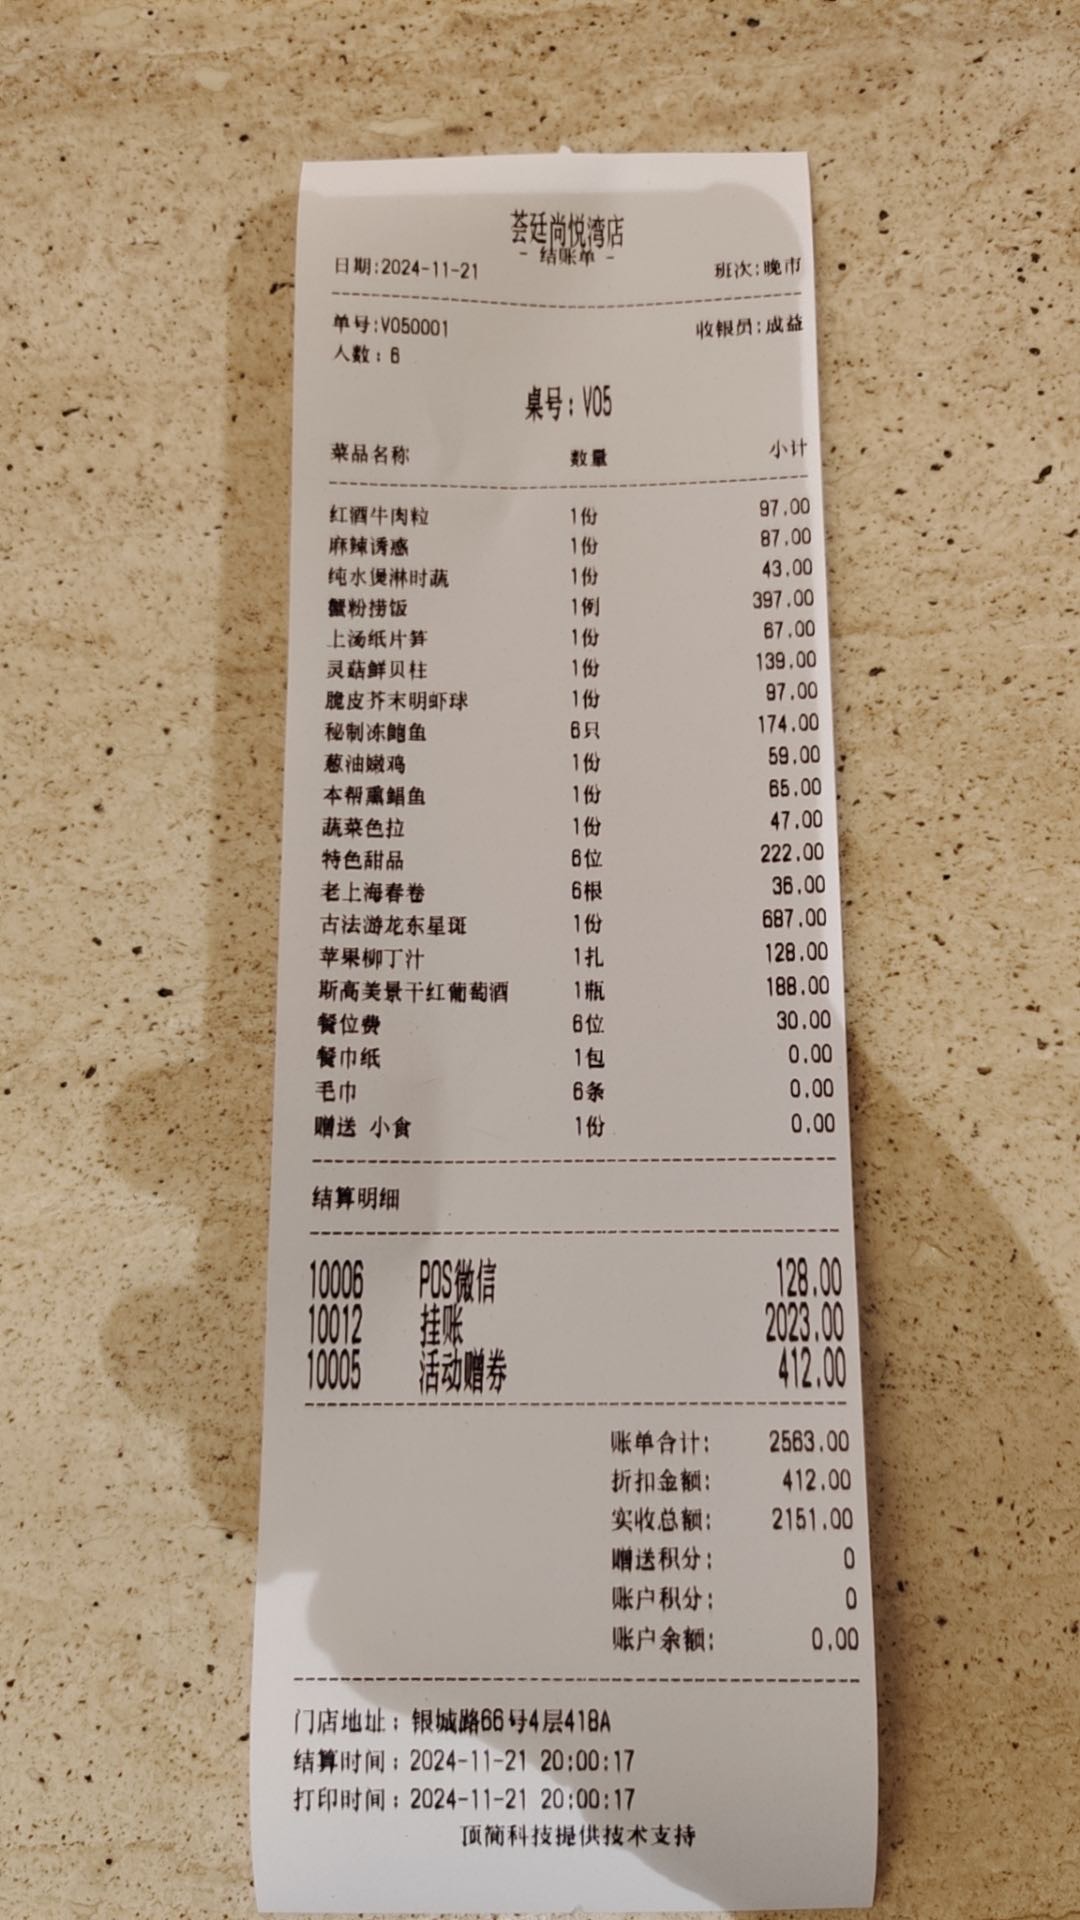 荟廷尚悦湾店
- 结账单 -
日期:2024-11-21 班次:晚市
单号:V050001 收银员:成益
人数:6
桌号:V05
菜品名称 数量 小计
红酒牛肉粒 1份 97.00
麻辣诱惑 1份 87.00
纯水煲淋时蔬 1份 43.00
蟹粉捞饭 1例 397.00
上汤纸片笋 1份 67.00
灵菇鲜贝柱 1份 139.00
脆皮芥末明虾球 1份 97.00
秘制冻鲍鱼 6只 174.00
葱油嫩鸡 1份 59.00
本帮熏鲳鱼 1份 65.00
蔬菜色拉 1份 47.00
特色甜品 6位 222.00
老上海春卷 6根 36.00
古法游龙东星斑 1份 687.00
苹果柳丁汁 1扎 128.00
斯高美景干红葡萄酒 1瓶 188.00
餐位费 6位 30.00
餐巾纸 1包 0.00
毛巾 6条 0.00
赠送 小食 1份 0.00
结算明细
10006 POS微信 128.00
10012 挂账 2023.00
10005 活动赠券 412.00
账单合计: 2563.00
折扣金额: 412.00
实收总额: 2151.00
赠送积分: 0
账户积分: 0
账户余额: 0.00
门店地址:银城路66号4层418A
结算时间:2024-11-21 20:00:17
打印时间:2024-11-21 20:00:17
顶简科技提供技术支持